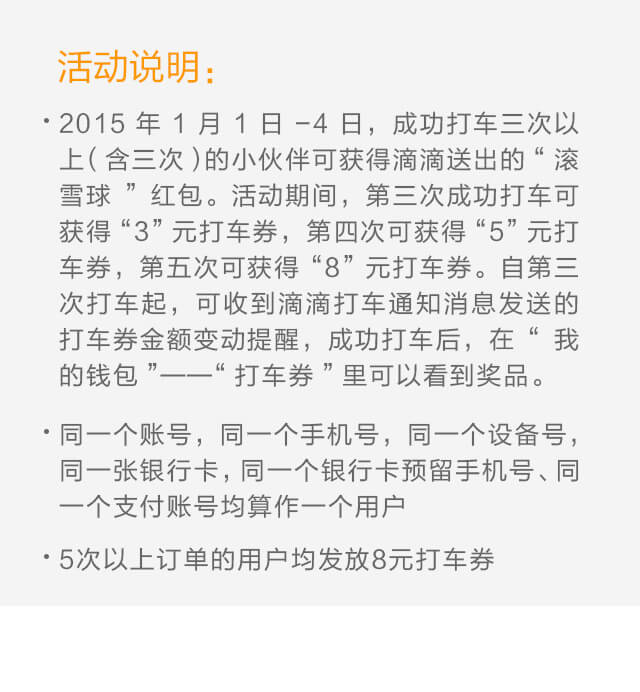 活动说明：
• 2015 年 1 月 1 日 -4 日，成功打车三次以
上( 含三次 )的小伙伴可获得滴滴送出的 “ 滚
雪球 ” 红包。活动期间，第三次成功打车可
获得 “3” 元打车券，第四次可获得 “5” 元打
车券，第五次可获得 “8” 元打车券。自第三
次打车起，可收到滴滴打车通知消息发送的
打车券金额变动提醒，成功打车后，在 “ 我
的钱包 ”——“ 打车券 ” 里可以看到奖品。
• 同一个账号，同一个手机号，同一个设备号，
同一张银行卡，同一个银行卡预留手机号、同
一个支付账号均算作一个用户
• 5次以上订单的用户均发放8元打车券